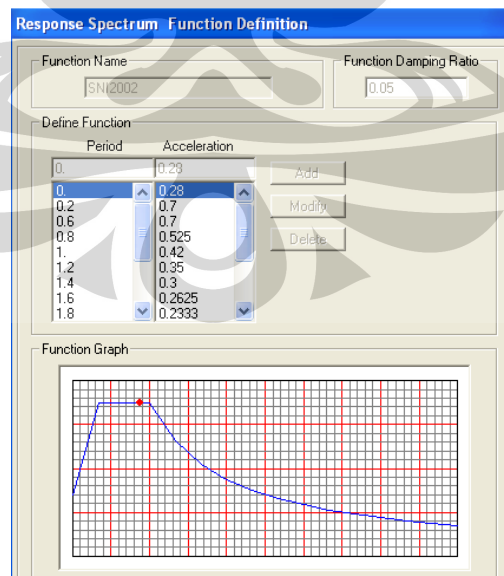 Response Spectrum Function Definition
Function Name
Function Damping Ratio
SNI2002
0.05
Define Function
Period Acceleration
0. 0.28
Add
0. 0.28
0.2 0.7
Modify
0.6 0.7
0.8 0.525
Delete
1. 0.42
1.2 0.35
1.4 0.3
1.6 0.2625
1.8 0.2333
Function Graph